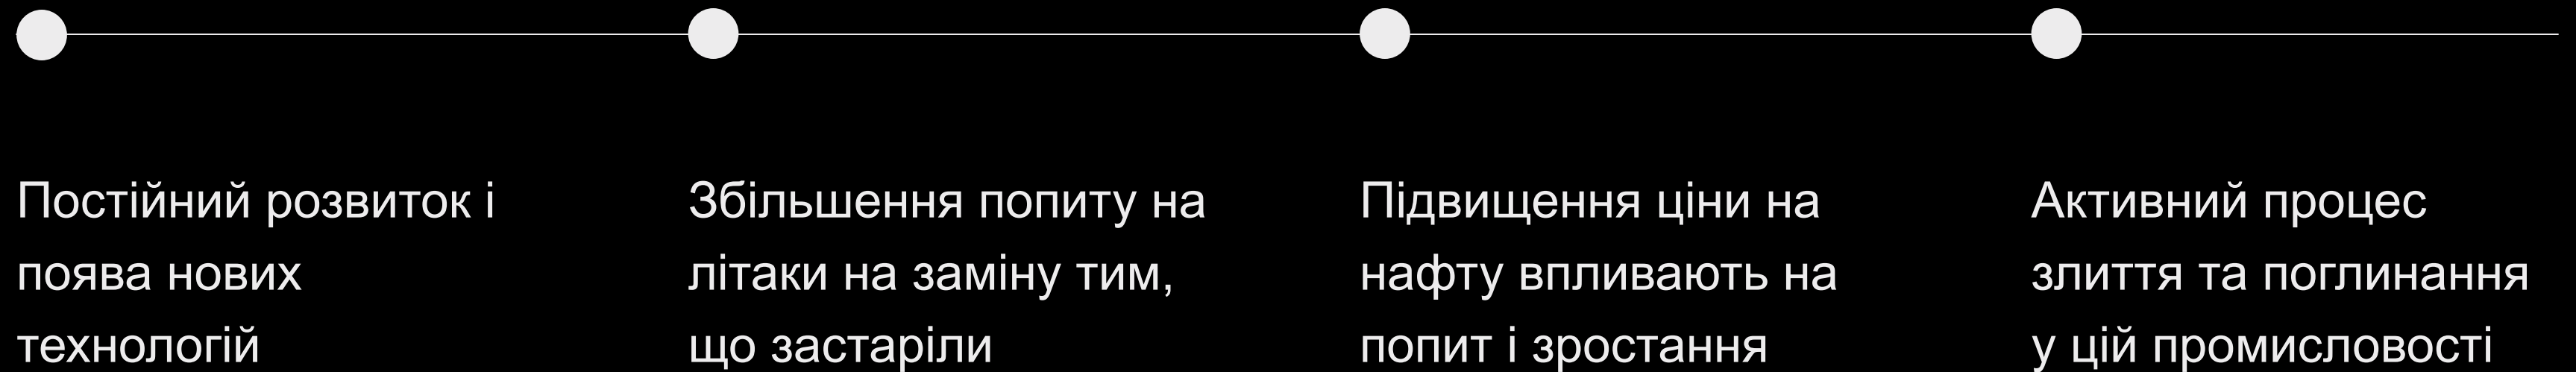 Постійний розвиток і
поява нових
технологій
Збільшення попиту на
літаки на заміну тим,
що застаріли
Підвищення ціни на
нафту впливають на
попит і зростання
Активний процес
злиття та поглинання
у цій промисловості